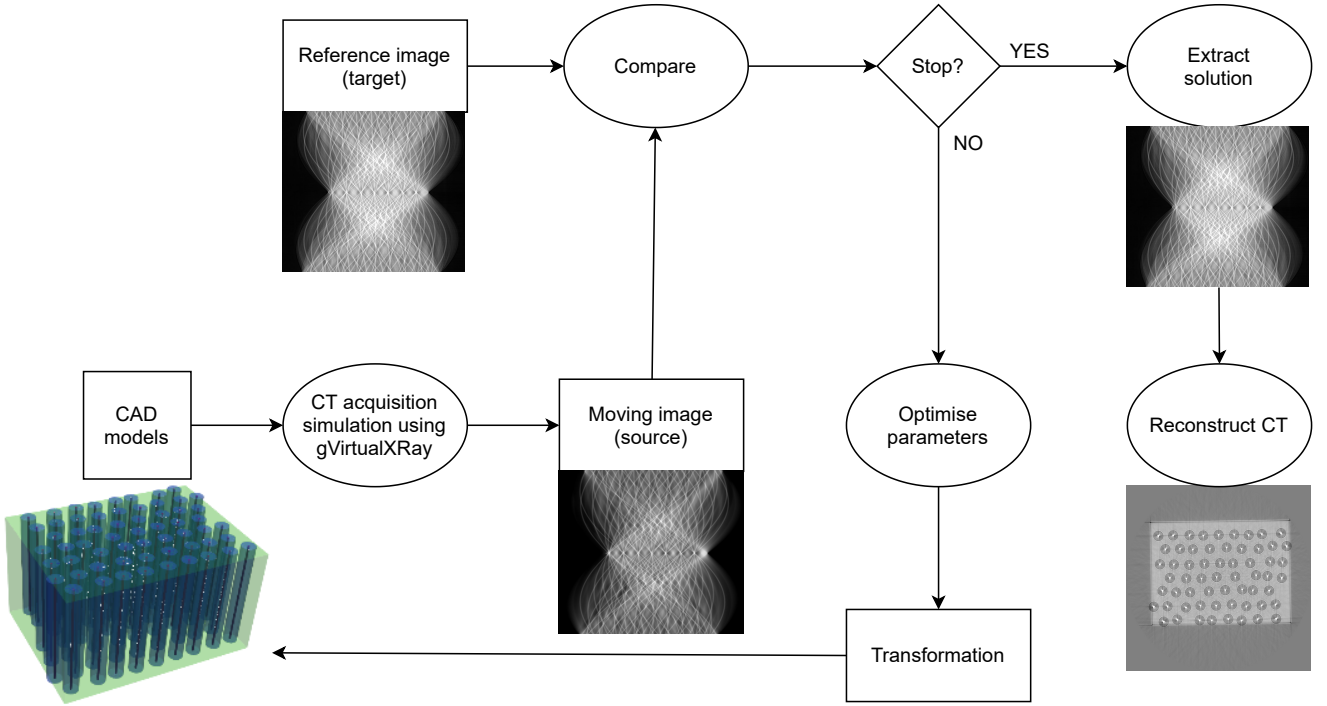 Reference image
(target)
Compare
Stop?
YES
Extract
solution
NO
CAD
models
CT acquisition
simulation using
gVirtualXRay
Moving image
(source)
Optimise
parameters
Reconstruct CT
Transformation